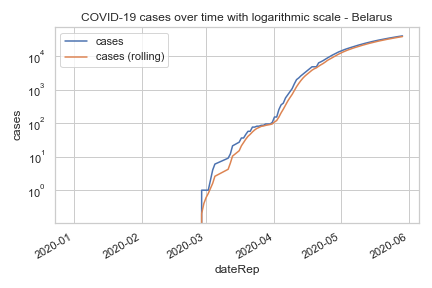 COVID-19 cases over time with logarithmic scale - Belarus
cases
cases (rolling)
10⁴
10³
10²
10¹
10⁰
cases
2020-01
2020-02
2020-03
2020-04
2020-05
2020-06
dateRep